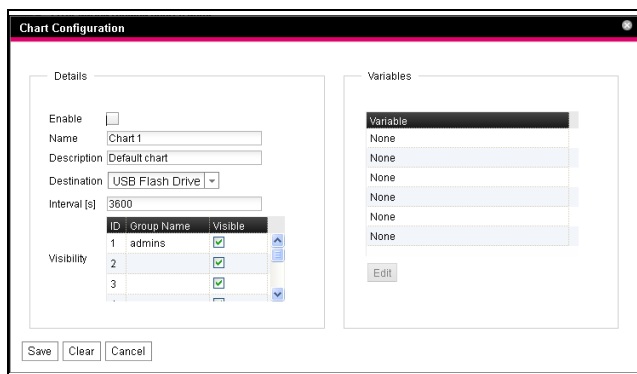 Chart Configuration
Details
Enable
Name Chart 1
Description Default chart
Destination USB Flash Drive
Interval [s] 3600
Visibility
ID Group Name Visible
1 admins
2
3
Variables
Variable
None
None
None
None
None
None
Edit
Save Clear Cancel